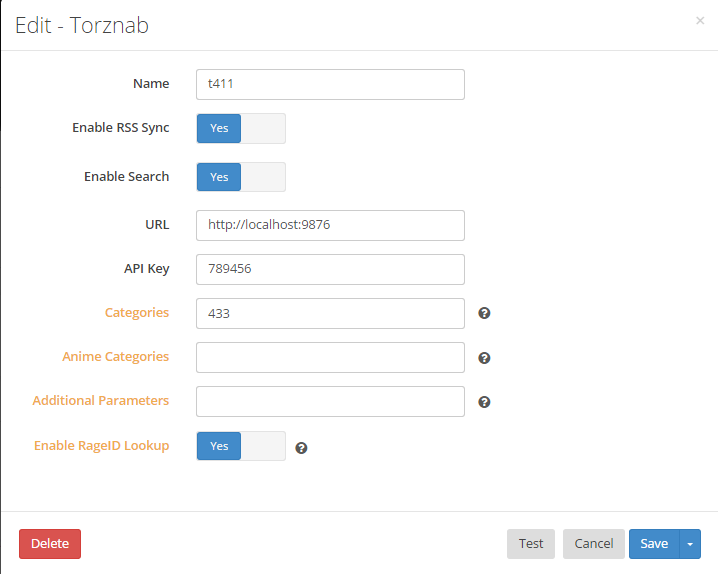 Edit - Torznab ×
Name t411
Enable RSS Sync Yes
Enable Search Yes
URL http://localhost:9876
API Key 789456
Categories 433 ?
Anime Categories ?
Additional Parameters ?
Enable RageID Lookup Yes ?
Delete Test Cancel Save